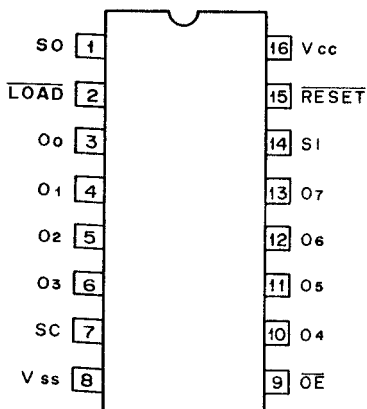 SO 1 16 Vcc
LOAD 2 15 RESET
O0 3 14 SI
O1 4 13 O7
O2 5 12 O6
O3 6 11 O5
SC 7 10 O4
Vss 8 9 OE